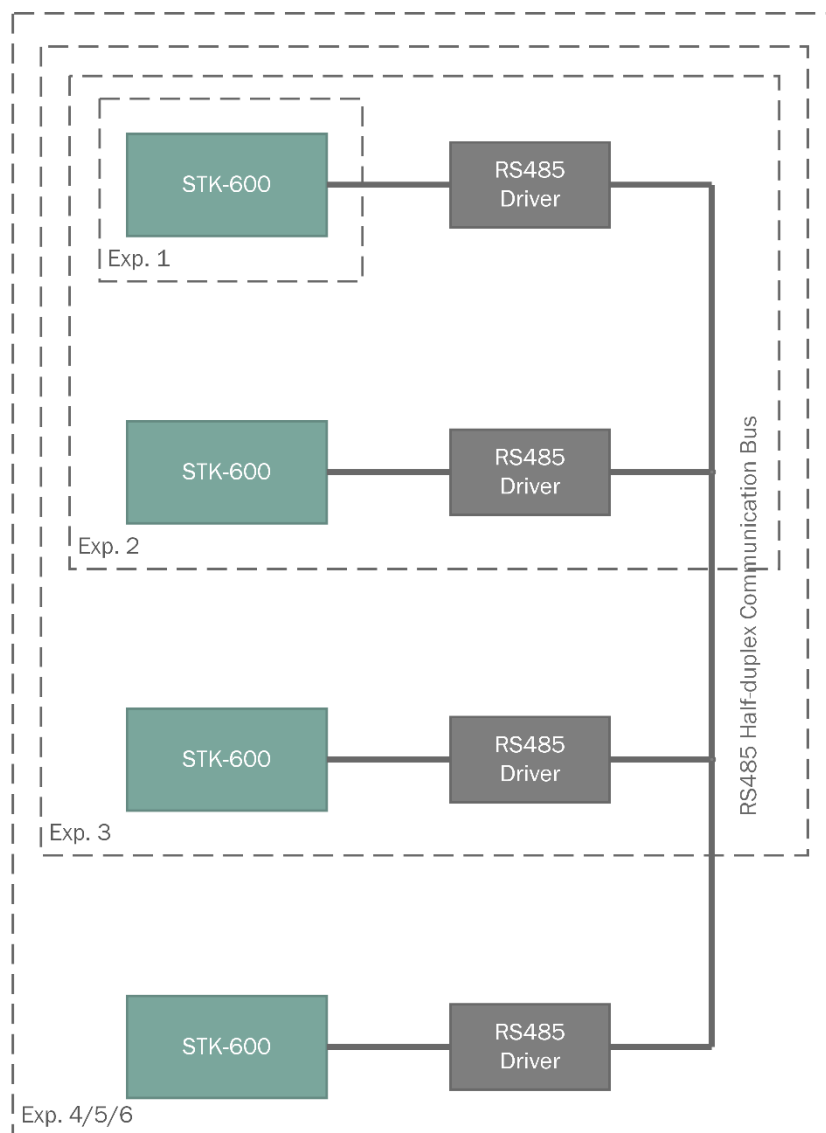 STK-600
RS485
Driver
Exp. 1
STK-600
RS485
Driver
Exp. 2
RS485 Half-duplex Communication Bus
STK-600
RS485
Driver
Exp. 3
STK-600
RS485
Driver
Exp. 4/5/6